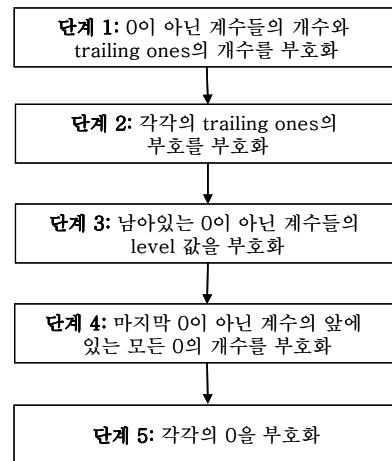 단계 1: 0이 아닌 계수들의 개수와
trailing ones의 개수를 부호화
단계 2: 각각의 trailing ones의
부호를 부호화
단계 3: 남아있는 0이 아닌 계수들의
level 값을 부호화
단계 4: 마지막 0이 아닌 계수의 앞에
있는 모든 0의 개수를 부호화
단계 5: 각각의 0을 부호화